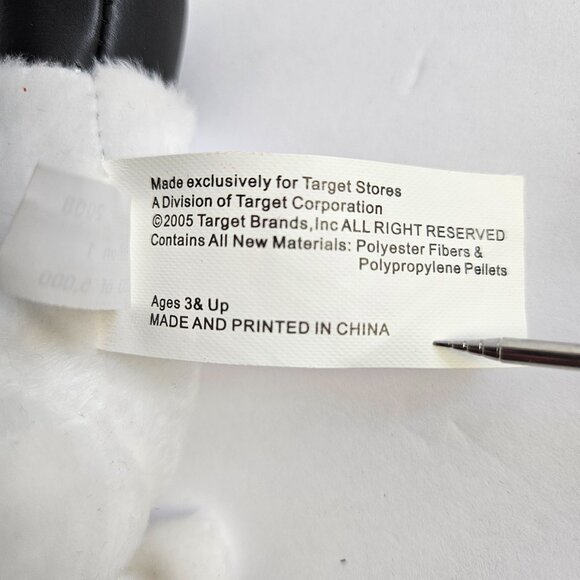 Made exclusively for Target Stores
A Division of Target Corporation
©2005 Target Brands,Inc ALL RIGHT RESERVED
Contains All New Materials: Polyester Fibers &
Polypropylene Pellets
Ages 3& Up
MADE AND PRINTED IN CHINA